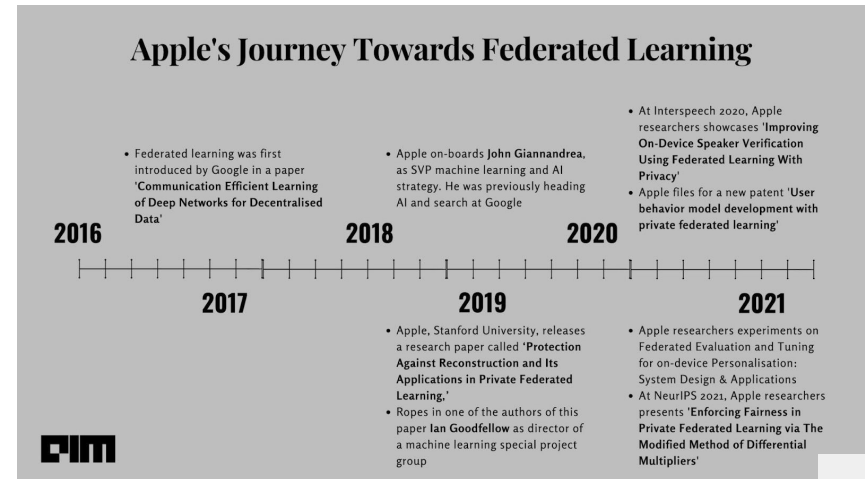 Apple's Journey Towards Federated Learning
• Federated learning was first
introduced by Google in a paper
'Communication Efficient Learning
of Deep Networks for Decentralised
Data'
• Apple on-boards John Giannandrea,
as SVP machine learning and AI
strategy. He was previously heading
AI and search at Google
• At Interspeech 2020, Apple
researchers showcases 'Improving
On-Device Speaker Verification
Using Federated Learning With
Privacy'
• Apple files for a new patent 'User
behavior model development with
private federated learning'
2016
2018
2020
2017
2019
2021
• Apple, Stanford University, releases
a research paper called 'Protection
Against Reconstruction and Its
Applications in Private Federated
Learning,'
• Ropes in one of the authors of this
paper Ian Goodfellow as director of
a machine learning special project
group
• Apple researchers experiments on
Federated Evaluation and Tuning
for on-device Personalisation:
System Design & Applications
• At NeurIPS 2021, Apple researchers
presents 'Enforcing Fairness in
Private Federated Learning via The
Modified Method of Differential
Multipliers'
AIM